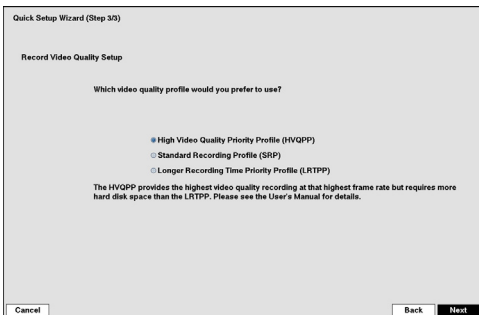 Quick Setup Wizard (Step 3/3)
Record Video Quality Setup
Which video quality profile would you prefer to use?
High Video Quality Priority Profile (HVQPP)
Standard Recording Profile (SRP)
Longer Recording Time Priority Profile (LRTPP)
The HVQPP provides the highest video quality recording at that highest frame rate but requires more
hard disk space than the LRTPP. Please see the User's Manual for details.
Cancel
Back
Next